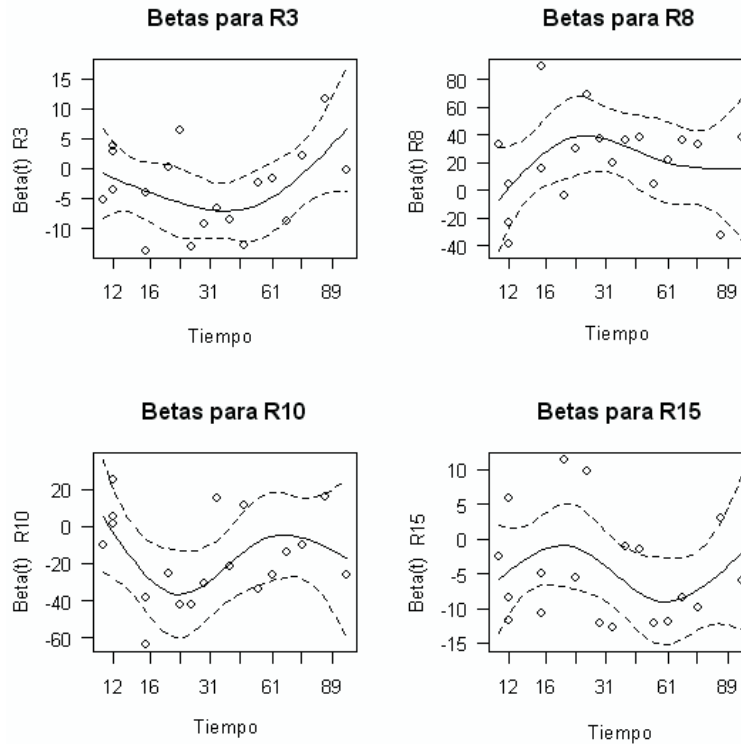 Betas para R3
Beta(t) R3
15
10
5
0
-5
-10
12 16 31 61 89
Tiempo
Betas para R8
Beta(t) R8
80
60
40
20
0
-20
-40
12 16 31 61 89
Tiempo
Betas para R10
Beta(t) R10
20
0
-20
-40
-60
12 16 31 61 89
Tiempo
Betas para R15
Beta(t) R15
10
5
0
-5
-10
-15
12 16 31 61 89
Tiempo